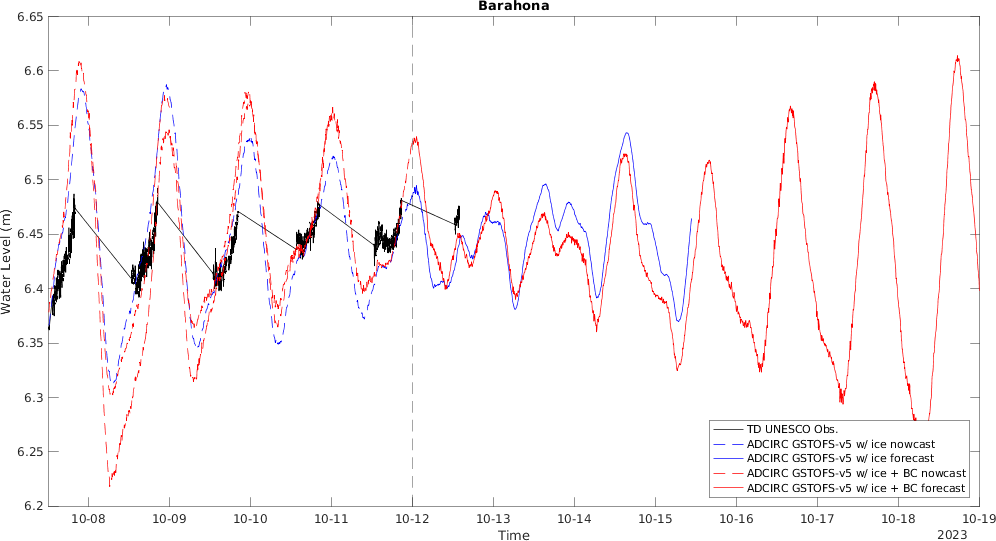 Barahona
Water Level (m)
6.65
6.6
6.55
6.5
6.45
6.4
6.35
6.3
6.25
6.2
10-08 10-09 10-10 10-11 10-12 10-13 10-14 10-15 10-16 10-17 10-18 10-19
Time
2023
TD UNESCO Obs.
ADCIRC GSTOFS-v5 w/ ice nowcast
ADCIRC GSTOFS-v5 w/ ice forecast
ADCIRC GSTOFS-v5 w/ ice + BC nowcast
ADCIRC GSTOFS-v5 w/ ice + BC forecast